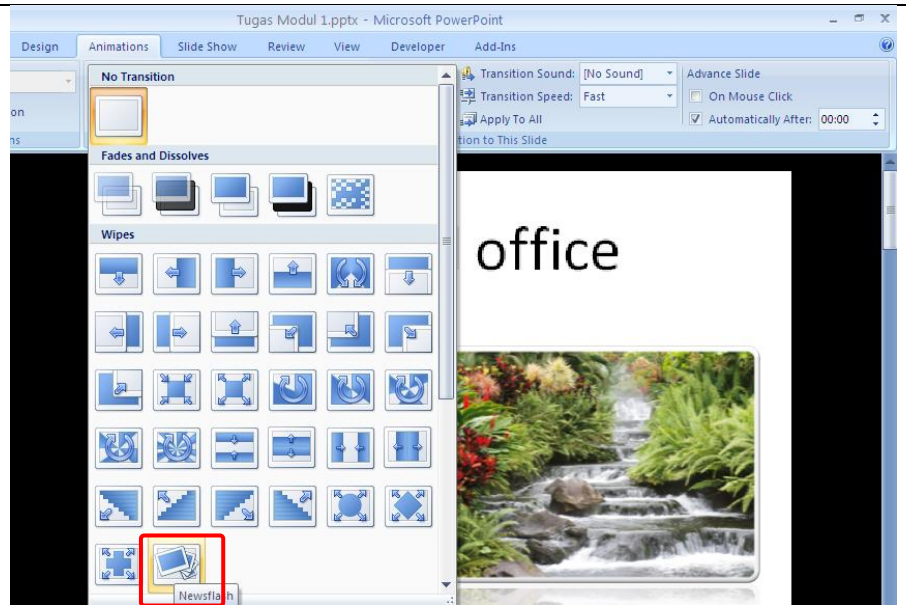 Tugas Modul 1.pptx - Microsoft PowerPoint
Design Animations Slide Show Review View Developer Add-Ins
No Transition
Fades and Dissolves
Wipes
Newsflash
Transition Sound: [No Sound]
Transition Speed: Fast
Apply To All
tion to This Slide
Advance Slide
On Mouse Click
Automatically After: 00:00
on
office